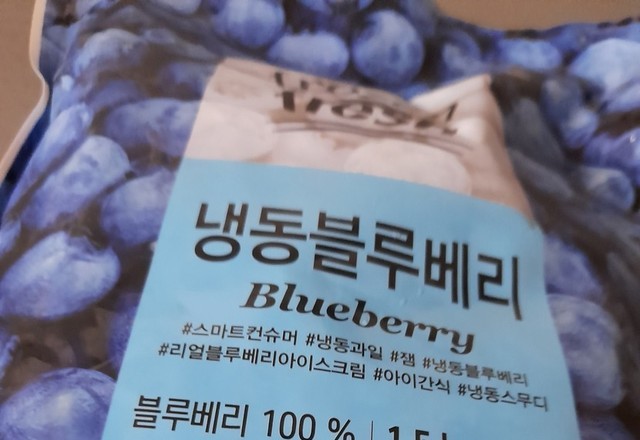 냉동블루베리
Blueberry
#스마트컨슈머 #냉동과일 #잼 #냉동블루베리
#리얼블루베리아이스크림 #아이간식 #냉동스무디
블루베리 100 % | 1.5